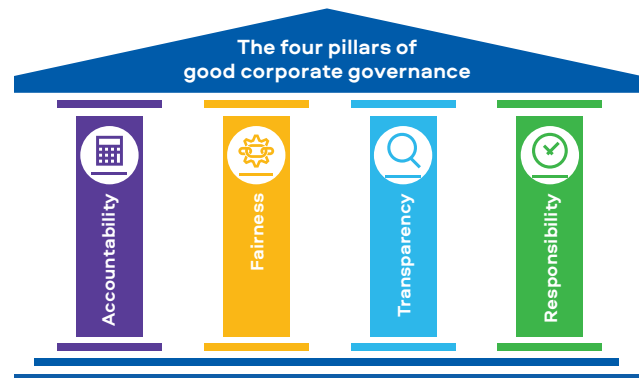 The four pillars of
good corporate governance
Accountability
Fairness
Transparency
Responsibility